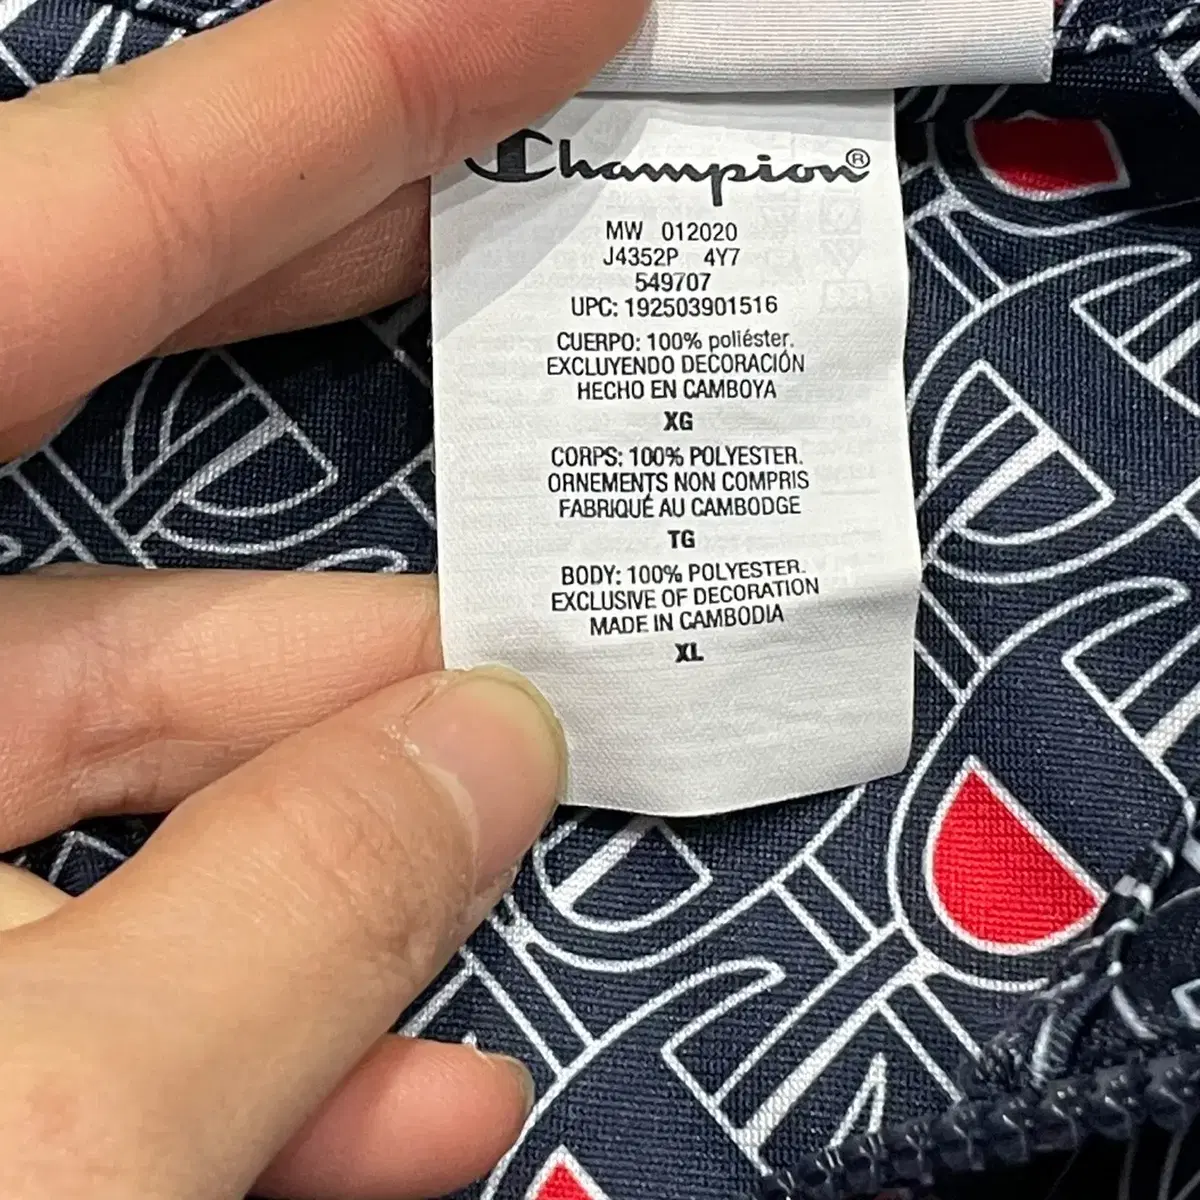 Champion®
MW 012020
J4352P 4Y7
549707
UPC: 192503901516
CUERPO: 100% poliéster.
EXCLUYENDO DECORACIÓN
HECHO EN CAMBOYA
XG
CORPS: 100% POLYESTER.
ORNEMENTS NON COMPRIS
FABRIQUÉ AU CAMBODGE
TG
BODY: 100% POLYESTER.
EXCLUSIVE OF DECORATION
MADE IN CAMBODIA
XL